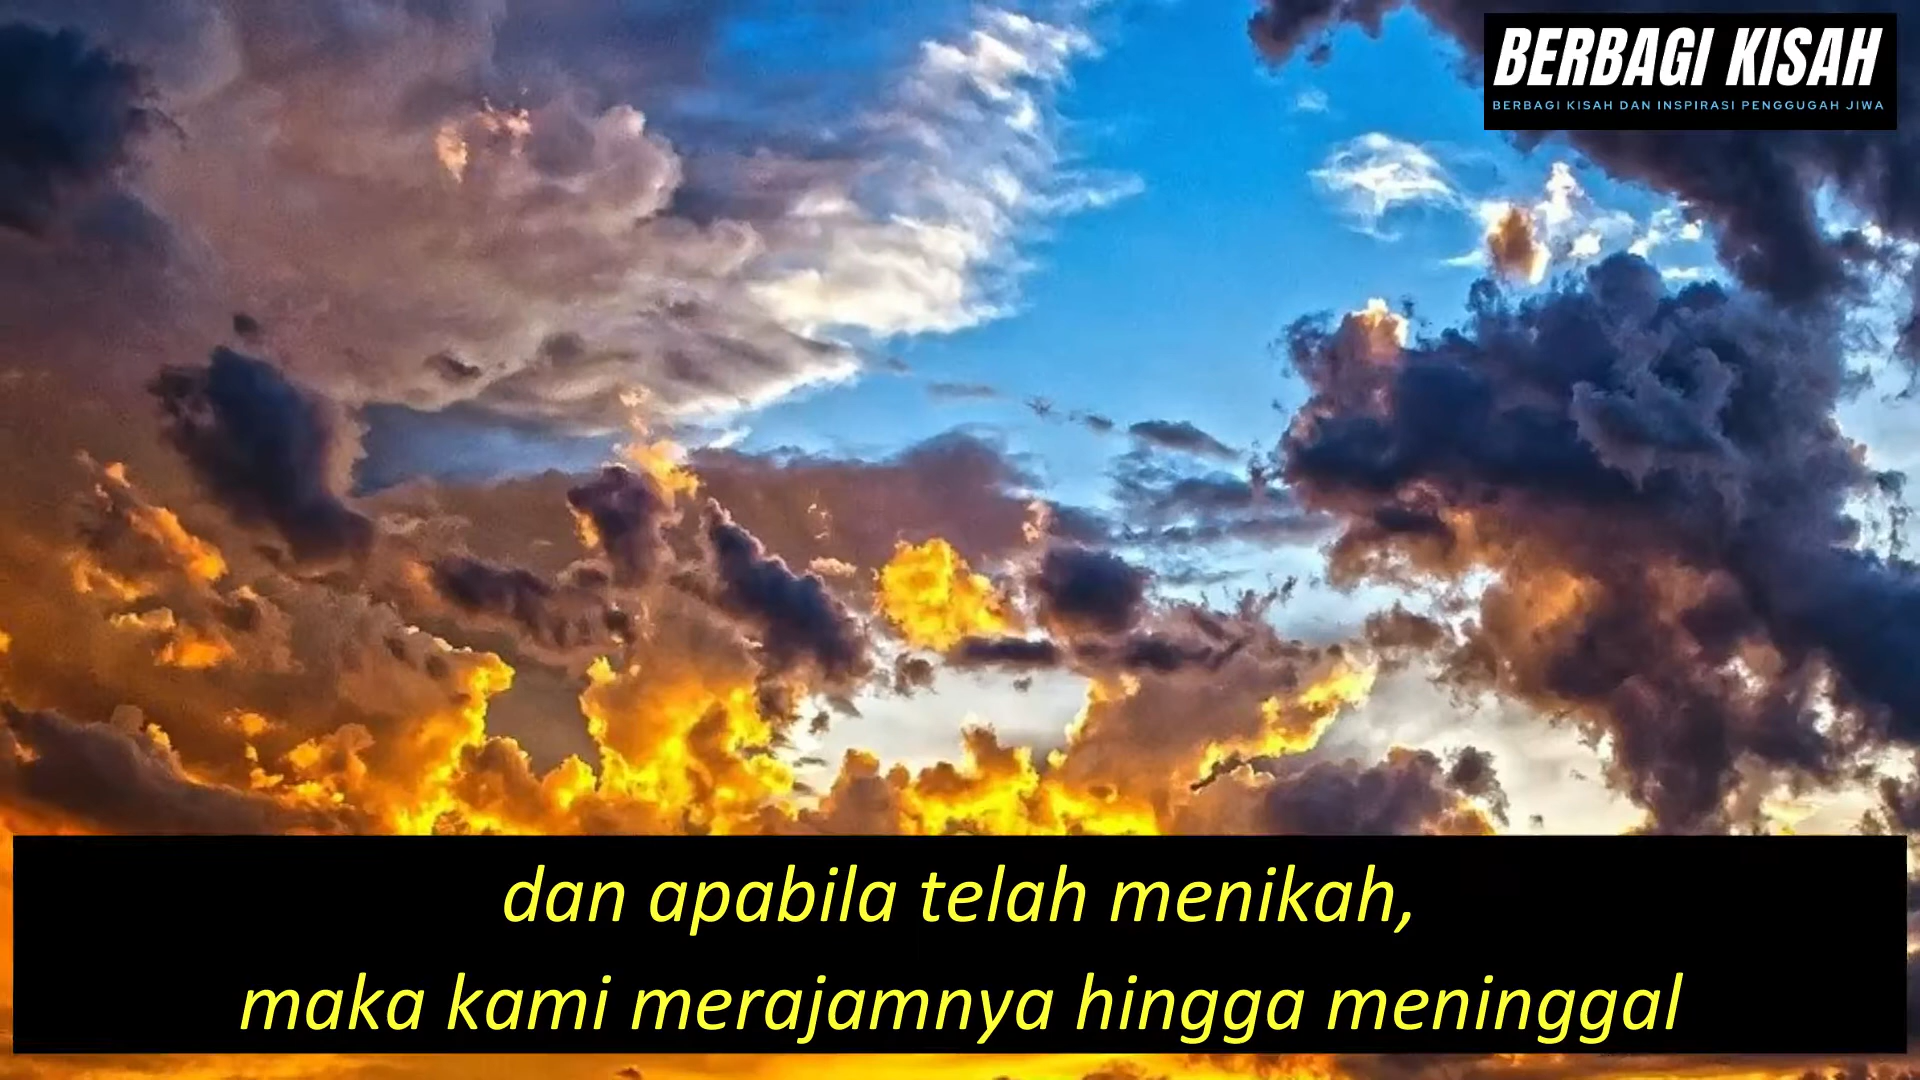 BERBAGI KISAH
BERBAGI KISAH DAN INSPIRASI PENGGUGAH JIWA
dan apabila telah menikah,
maka kami merajamnya hingga meninggal